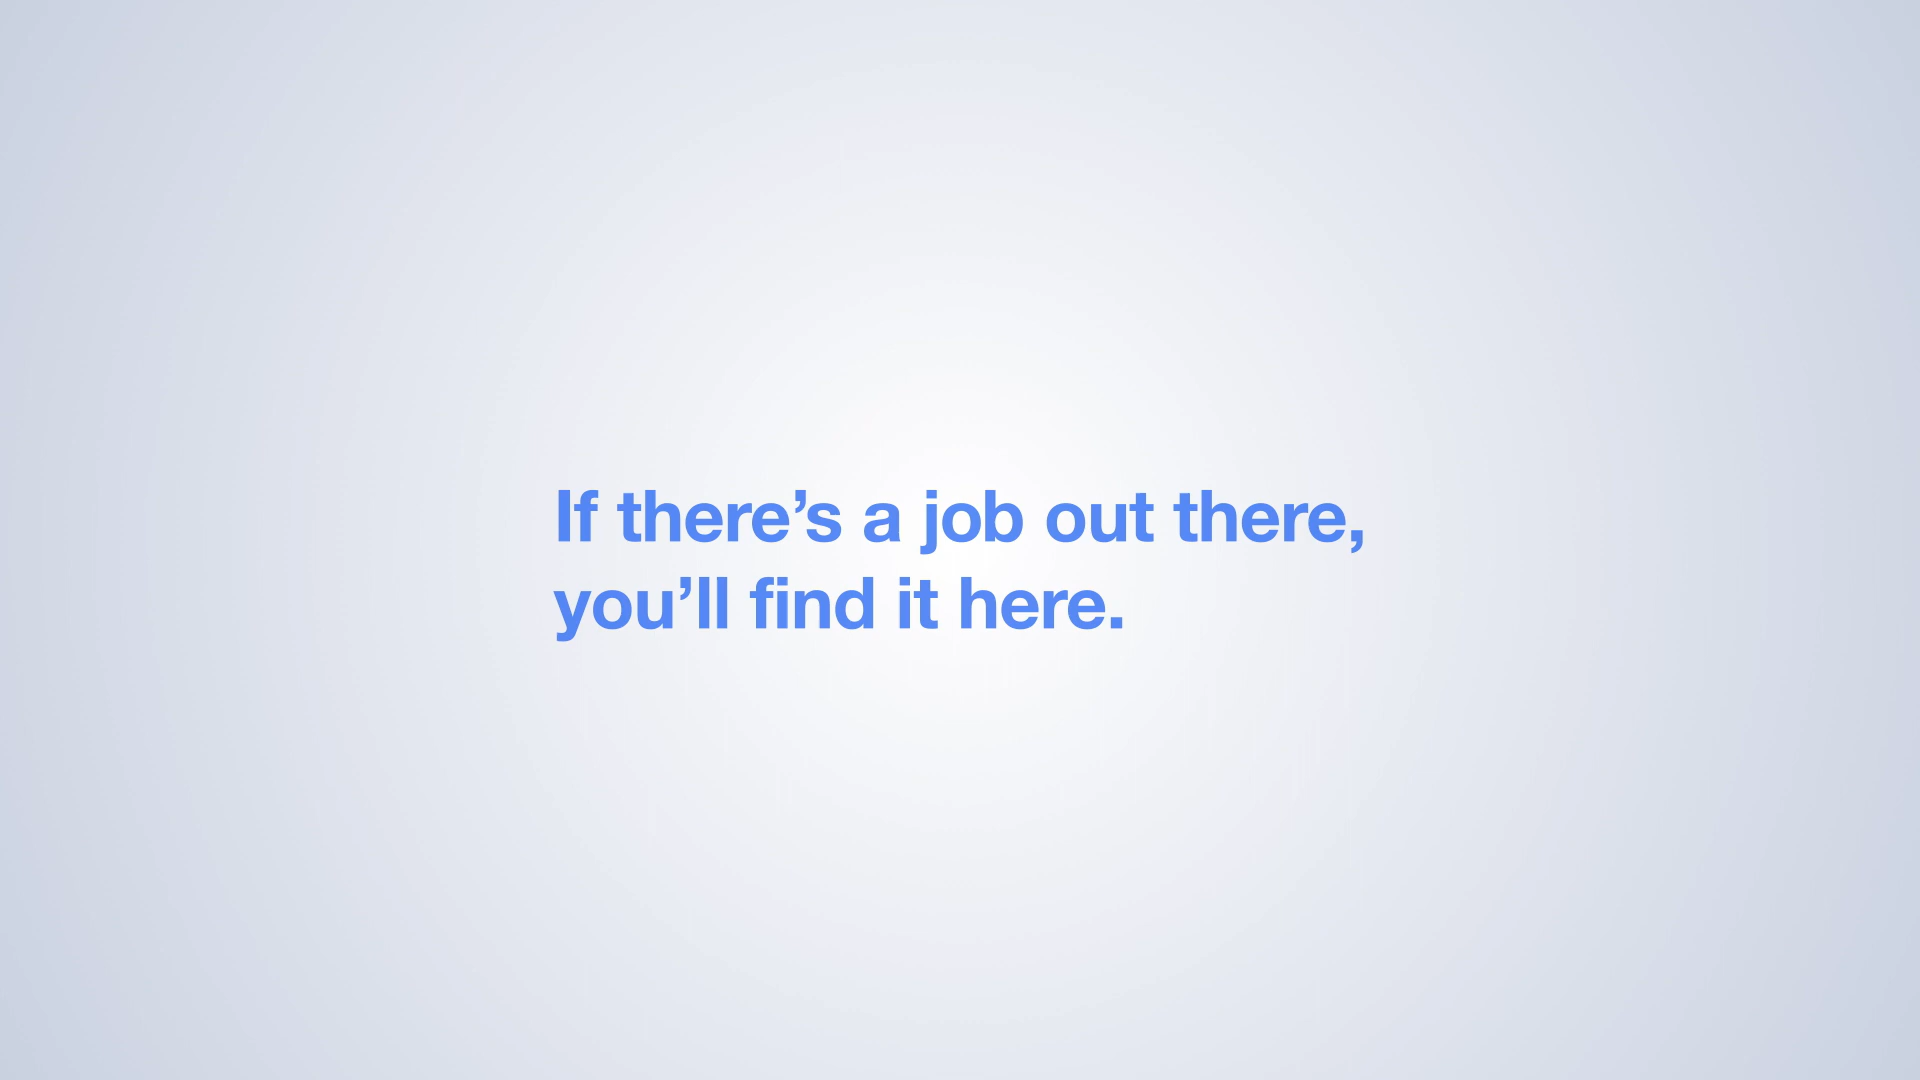 If there’s a job out there,
you’ll find it here.